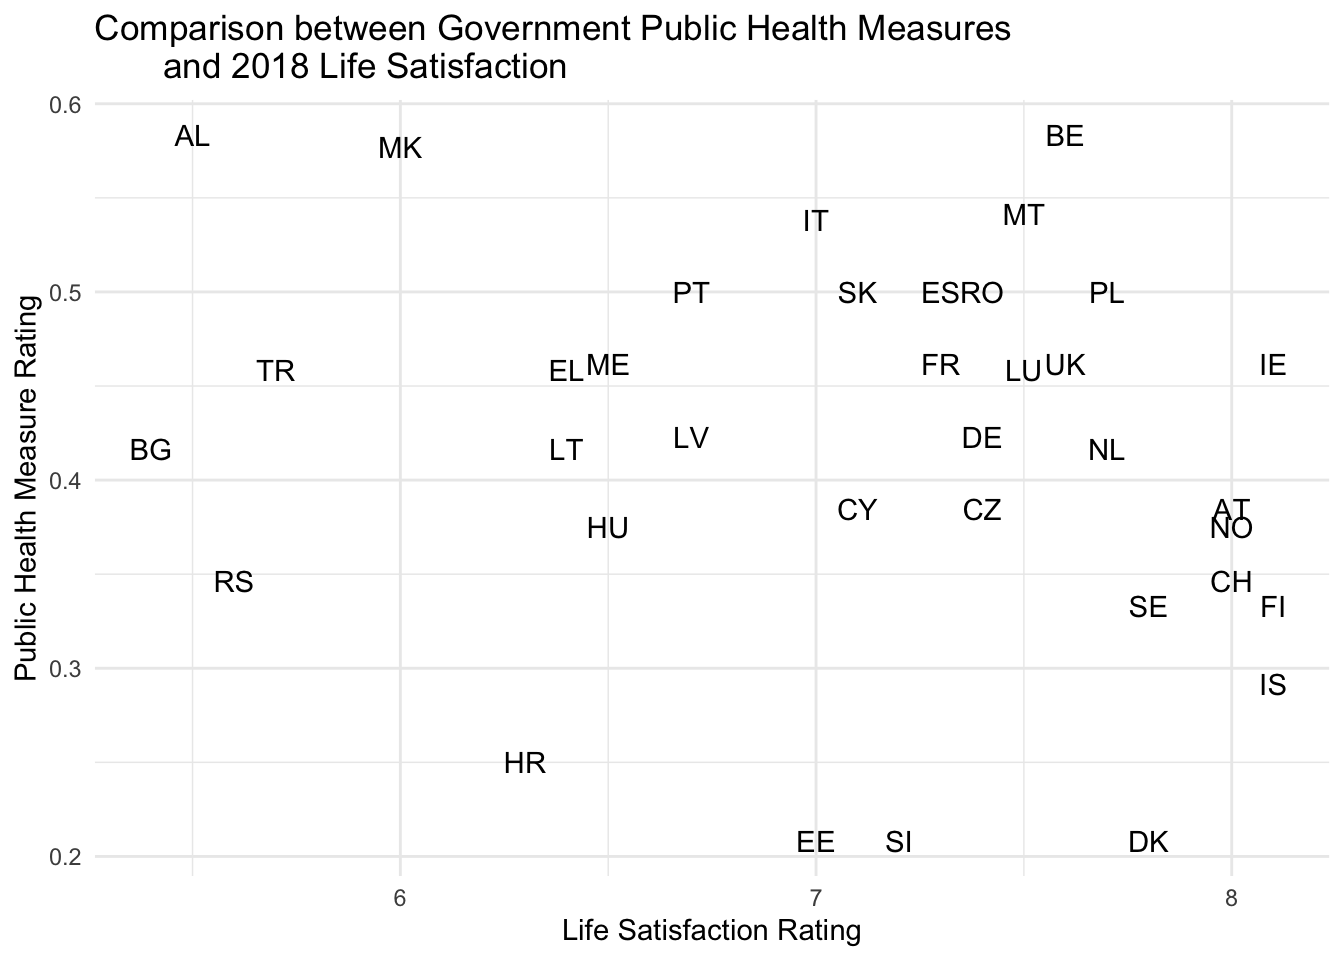 Comparison between Government Public Health Measures
and 2018 Life Satisfaction
0.6
AL
MK
BE
IT
MT
0.5
PT
SK
ES
RO
PL
TR
EL
ME
FR
LU
UK
IE
BG
LT
LV
DE
NL
0.4
HU
CY
CZ
AT
NO
RS
CH
SE
FI
0.3
IS
HR
EE
SI
DK
0.2
6
7
8
Public Health Measure Rating
Life Satisfaction Rating